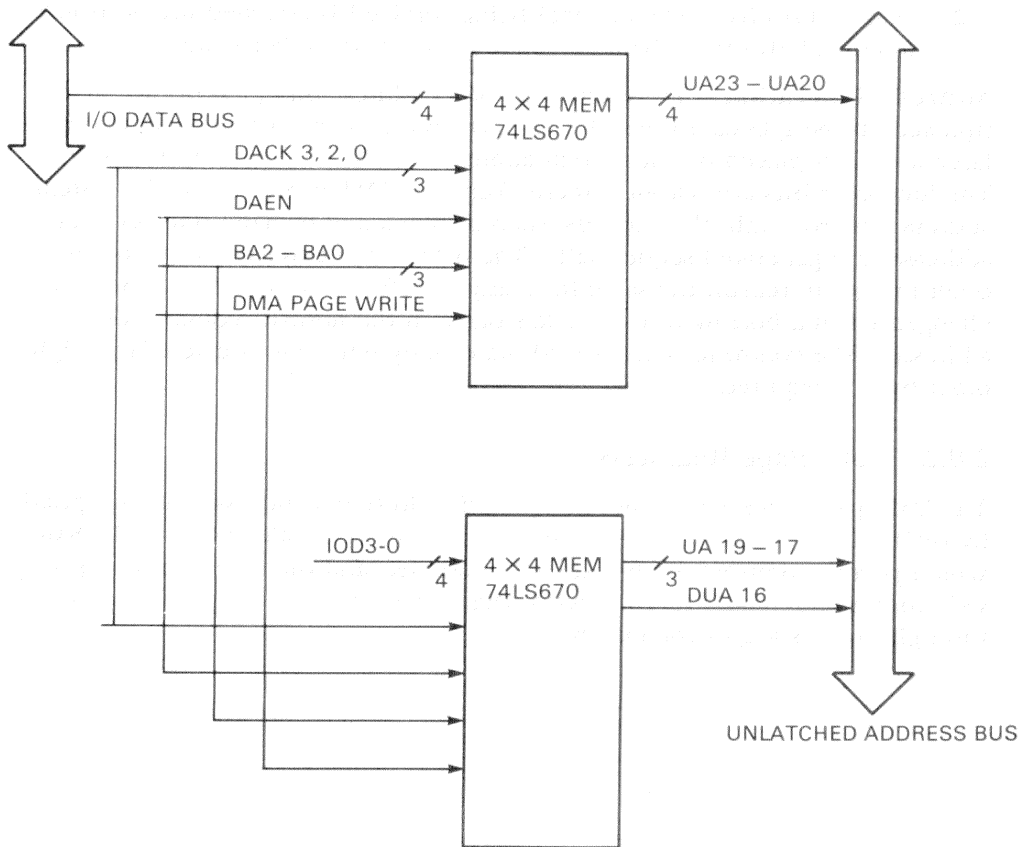 I/O DATA BUS
4
4 × 4 MEM
74LS670
UA23 – UA20
4
DACK 3, 2, 0
3
DAEN
BA2 – BA0
3
DMA PAGE WRITE
IOD3-0
4
4 × 4 MEM
74LS670
UA 19 – 17
3
DUA 16
UNLATCHED ADDRESS BUS